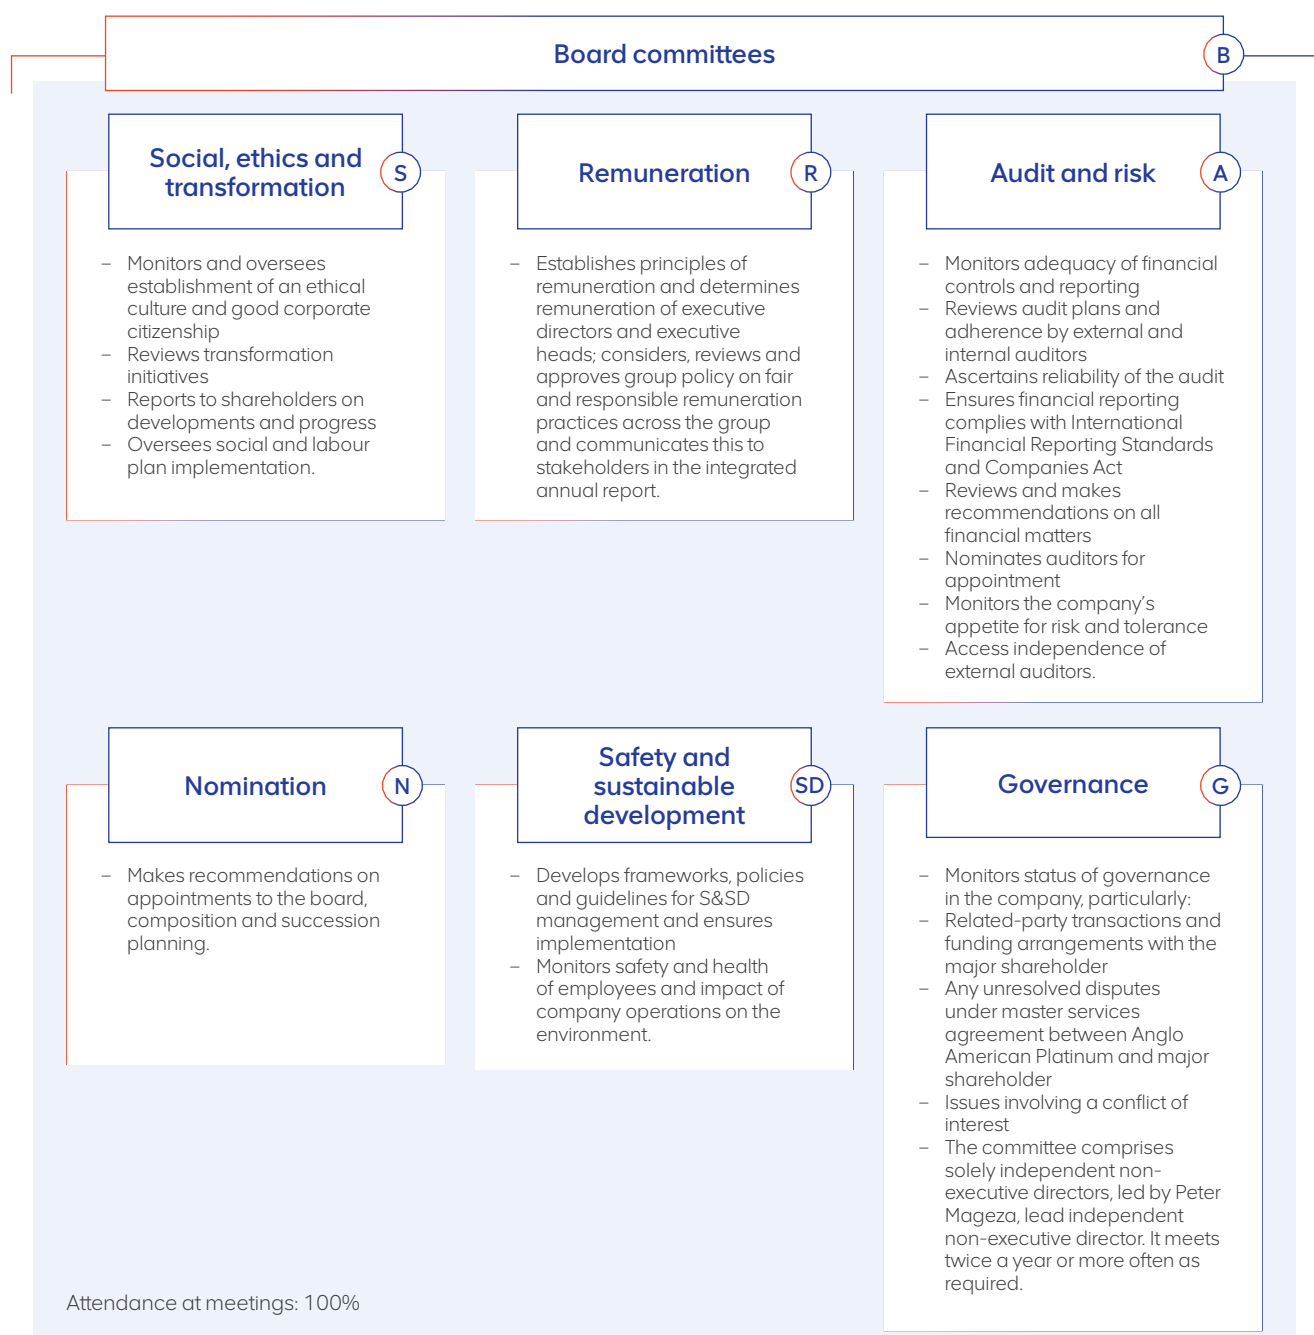 Board committees
B
Social, ethics and
transformation
S
– Monitors and oversees
establishment of an ethical
culture and good corporate
citizenship
– Reviews transformation
initiatives
– Reports to shareholders on
developments and progress
– Oversees social and labour
plan implementation.
Remuneration
R
– Establishes principles of
remuneration and determines
remuneration of executive
directors and executive
heads; considers, reviews and
approves group policy on fair
and responsible remuneration
practices across the group
and communicates this to
stakeholders in the integrated
annual report.
Audit and risk
A
– Monitors adequacy of financial
controls and reporting
– Reviews audit plans and
adherence by external and
internal auditors
– Ascertains reliability of the audit
– Ensures financial reporting
complies with International
Financial Reporting Standards
and Companies Act
– Reviews and makes
recommendations on all
financial matters
– Nominates auditors for
appointment
– Monitors the company’s
appetite for risk and tolerance
– Access independence of
external auditors.
Nomination
N
– Makes recommendations on
appointments to the board,
composition and succession
planning.
Safety and
sustainable
development
SD
– Develops frameworks, policies
and guidelines for S&SD
management and ensures
implementation
– Monitors safety and health
of employees and impact of
company operations on the
environment.
Governance
G
– Monitors status of governance
in the company, particularly:
– Related-party transactions and
funding arrangements with the
major shareholder
– Any unresolved disputes
under master services
agreement between Anglo
American Platinum and major
shareholder
– Issues involving a conflict of
interest
– The committee comprises
solely independent non-
executive directors, led by Peter
Mageza, lead independent
non-executive director. It meets
twice a year or more often as
required.
Attendance at meetings: 100%